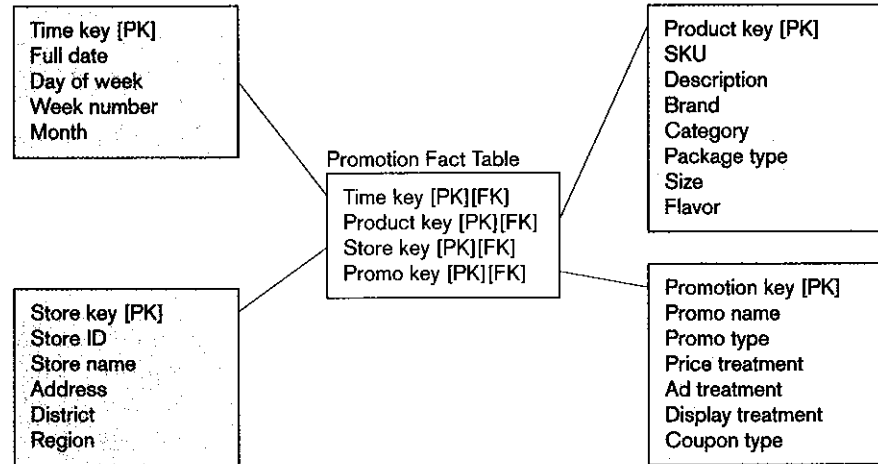 Time key [PK]
Full date
Day of week
Week number
Month
Product key [PK]
SKU
Description
Brand
Category
Package type
Size
Flavor
Promotion Fact Table
Time key [PK][FK]
Product key [PK][FK]
Store key [PK][FK]
Promo key [PK][FK]
Store key [PK]
Store ID
Store name
Address
District
Region
Promotion key [PK]
Promo name
Promo type
Price treatment
Ad treatment
Display treatment
Coupon type